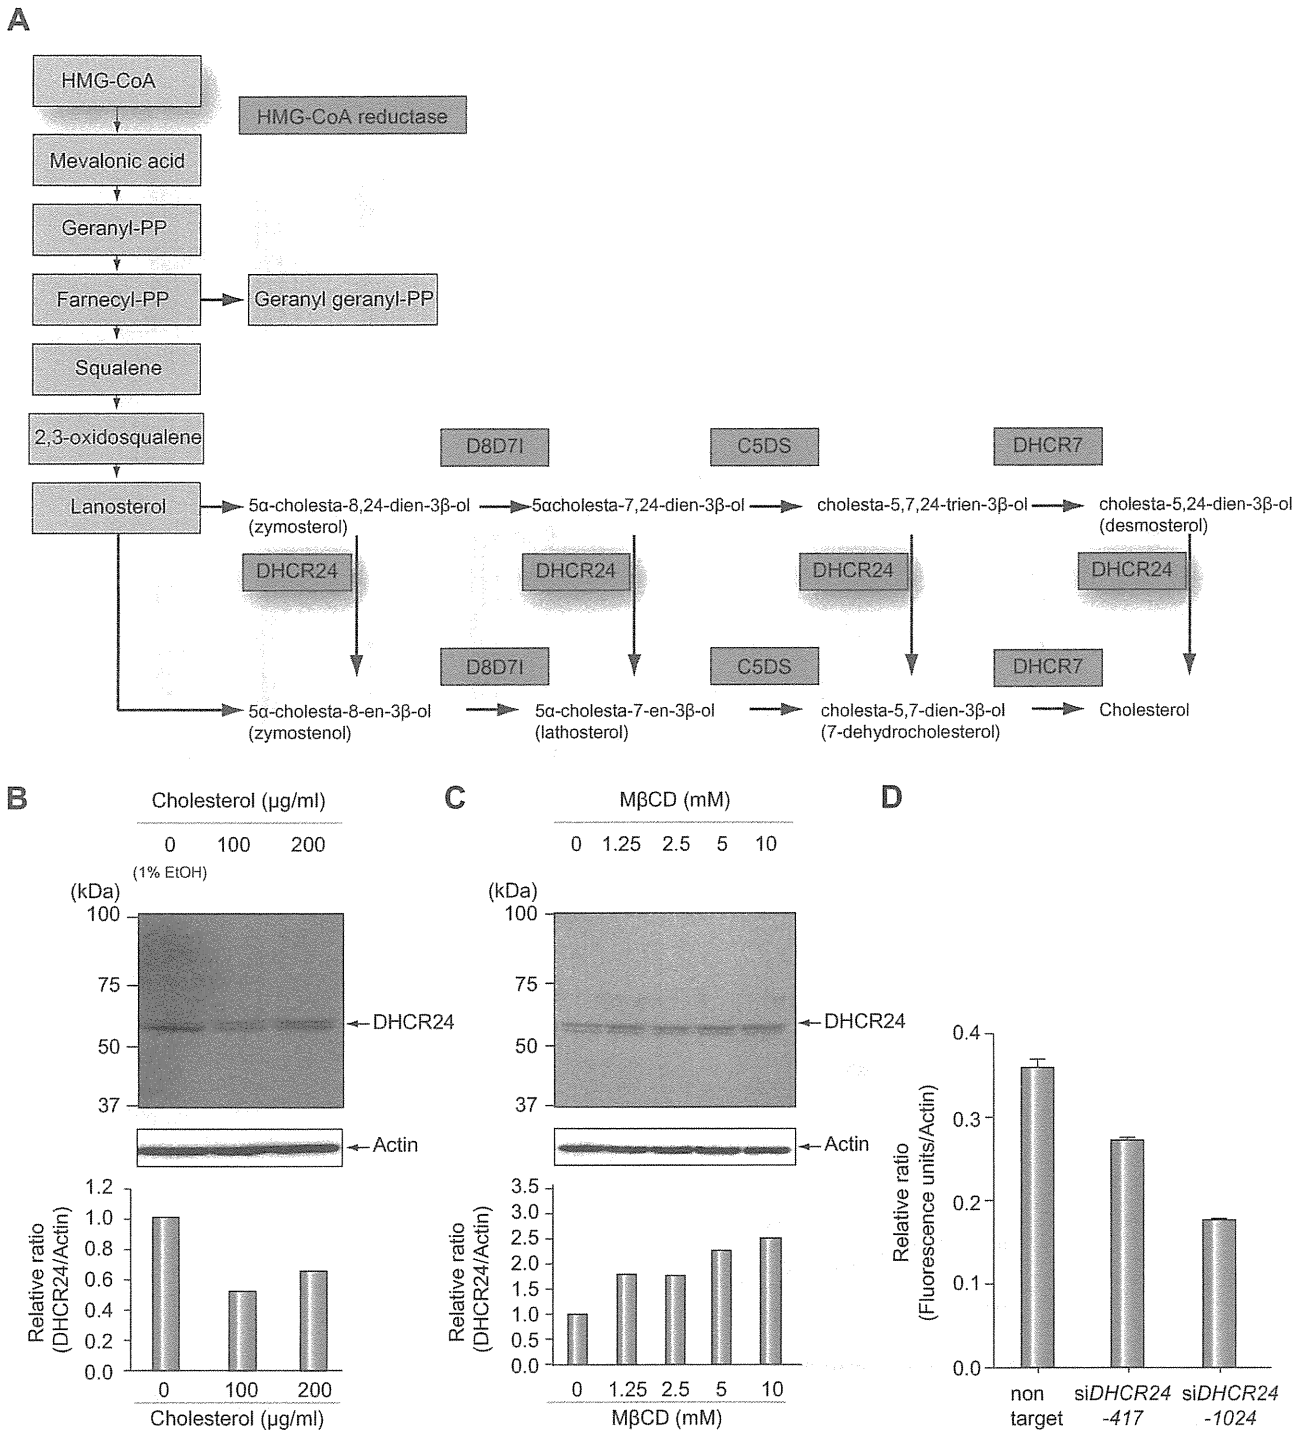 A
HMG-CoA
HMG-CoA reductase
Mevalonic acid
Geranyl-PP
Farnecyl-PP
Geranyl geranyl-PP
Squalene
2,3-oxidosqualene
D8D7I
C5DS
DHCR7
Lanosterol
5α-cholesta-8,24-dien-3β-ol
(zymosterol)
5αcholesta-7,24-dien-3β-ol
cholesta-5,7,24-trien-3β-ol
cholesta-5,24-dien-3β-ol
(desmosterol)
DHCR24
DHCR24
DHCR24
DHCR24
D8D7I
C5DS
DHCR7
5α-cholesta-8-en-3β-ol
(zymostenol)
5α-cholesta-7-en-3β-ol
(lathosterol)
cholesta-5,7-dien-3β-ol
(7-dehydrocholesterol)
Cholesterol
B
Cholesterol (µg/ml)
0 100 200
(1% EtOH)
(kDa)
100
75
50
37
DHCR24
Actin
1.2
1.0
0.8
0.6
0.4
0.2
0.0
Relative ratio
(DHCR24/Actin)
0 100 200
Cholesterol (µg/ml)
C
MβCD (mM)
0 1.25 2.5 5 10
(kDa)
100
75
50
37
DHCR24
Actin
3.5
3.0
2.5
2.0
1.5
1.0
0.5
0.0
Relative ratio
(DHCR24/Actin)
0 1.25 2.5 5 10
MβCD (mM)
D
0.4
0.3
0.2
0.1
0.0
Relative ratio
(Fluorescence units/Actin)
non
target
siDHCR24
-417
siDHCR24
-1024